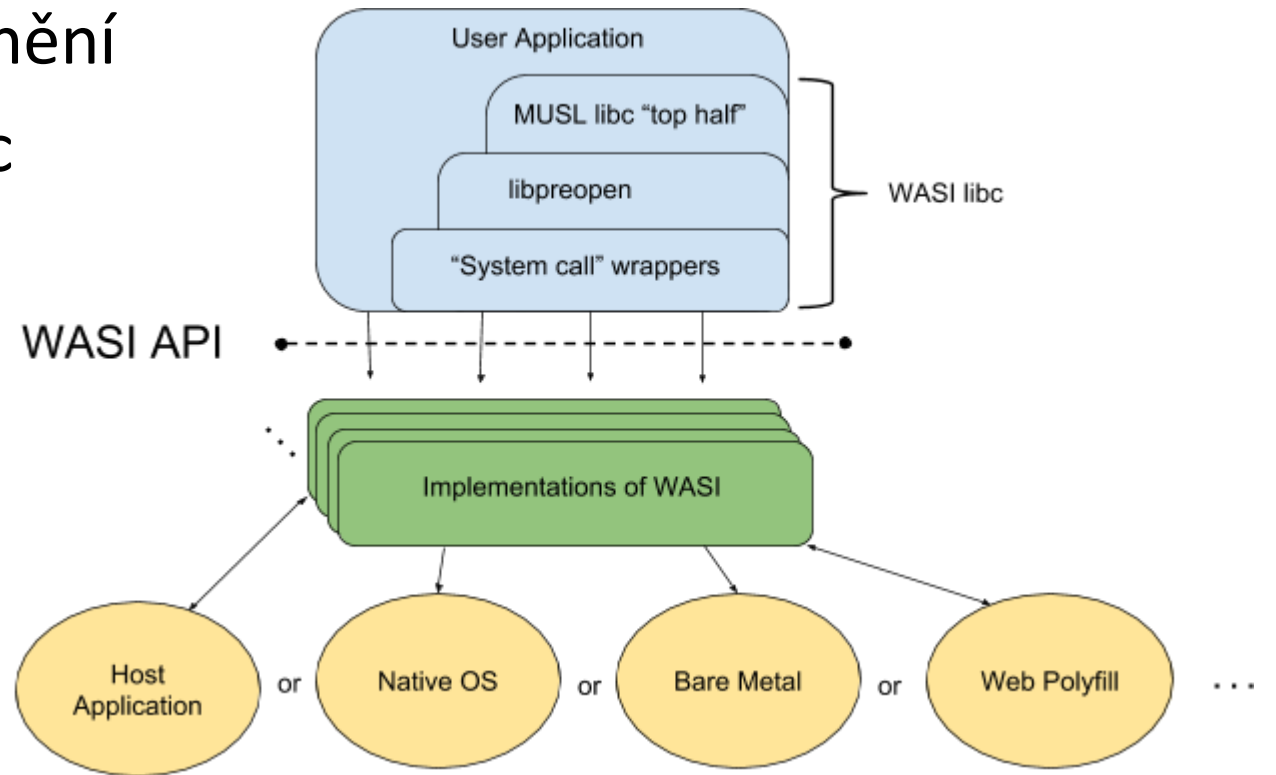 nění
c
User Application
MUSL libc “top half”
libpreopen
“System call” wrappers
WASI libc
WASI API
Implementations of WASI
Host
Application
or
Native OS
or
Bare Metal
or
Web Polyfill
...